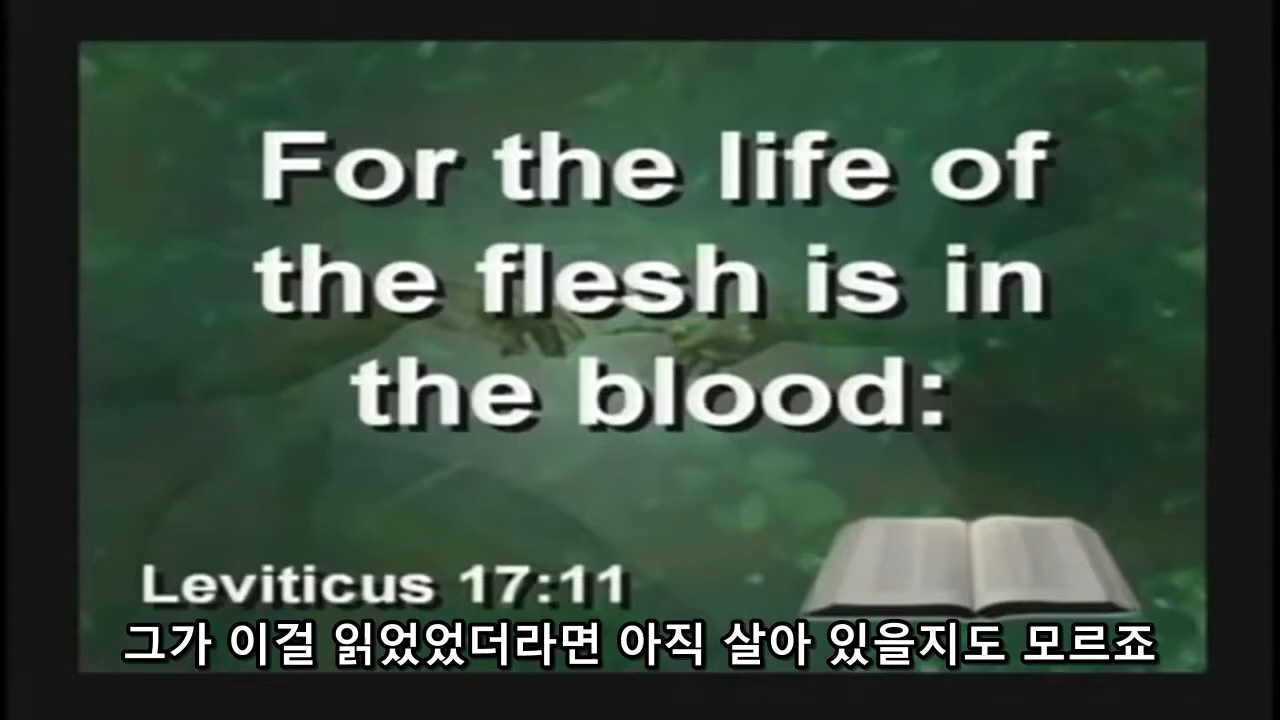 For the life of
the flesh is in
the blood:
Leviticus 17:11
그가 이걸 읽었었더라면 아직 살아 있을지도 모르죠